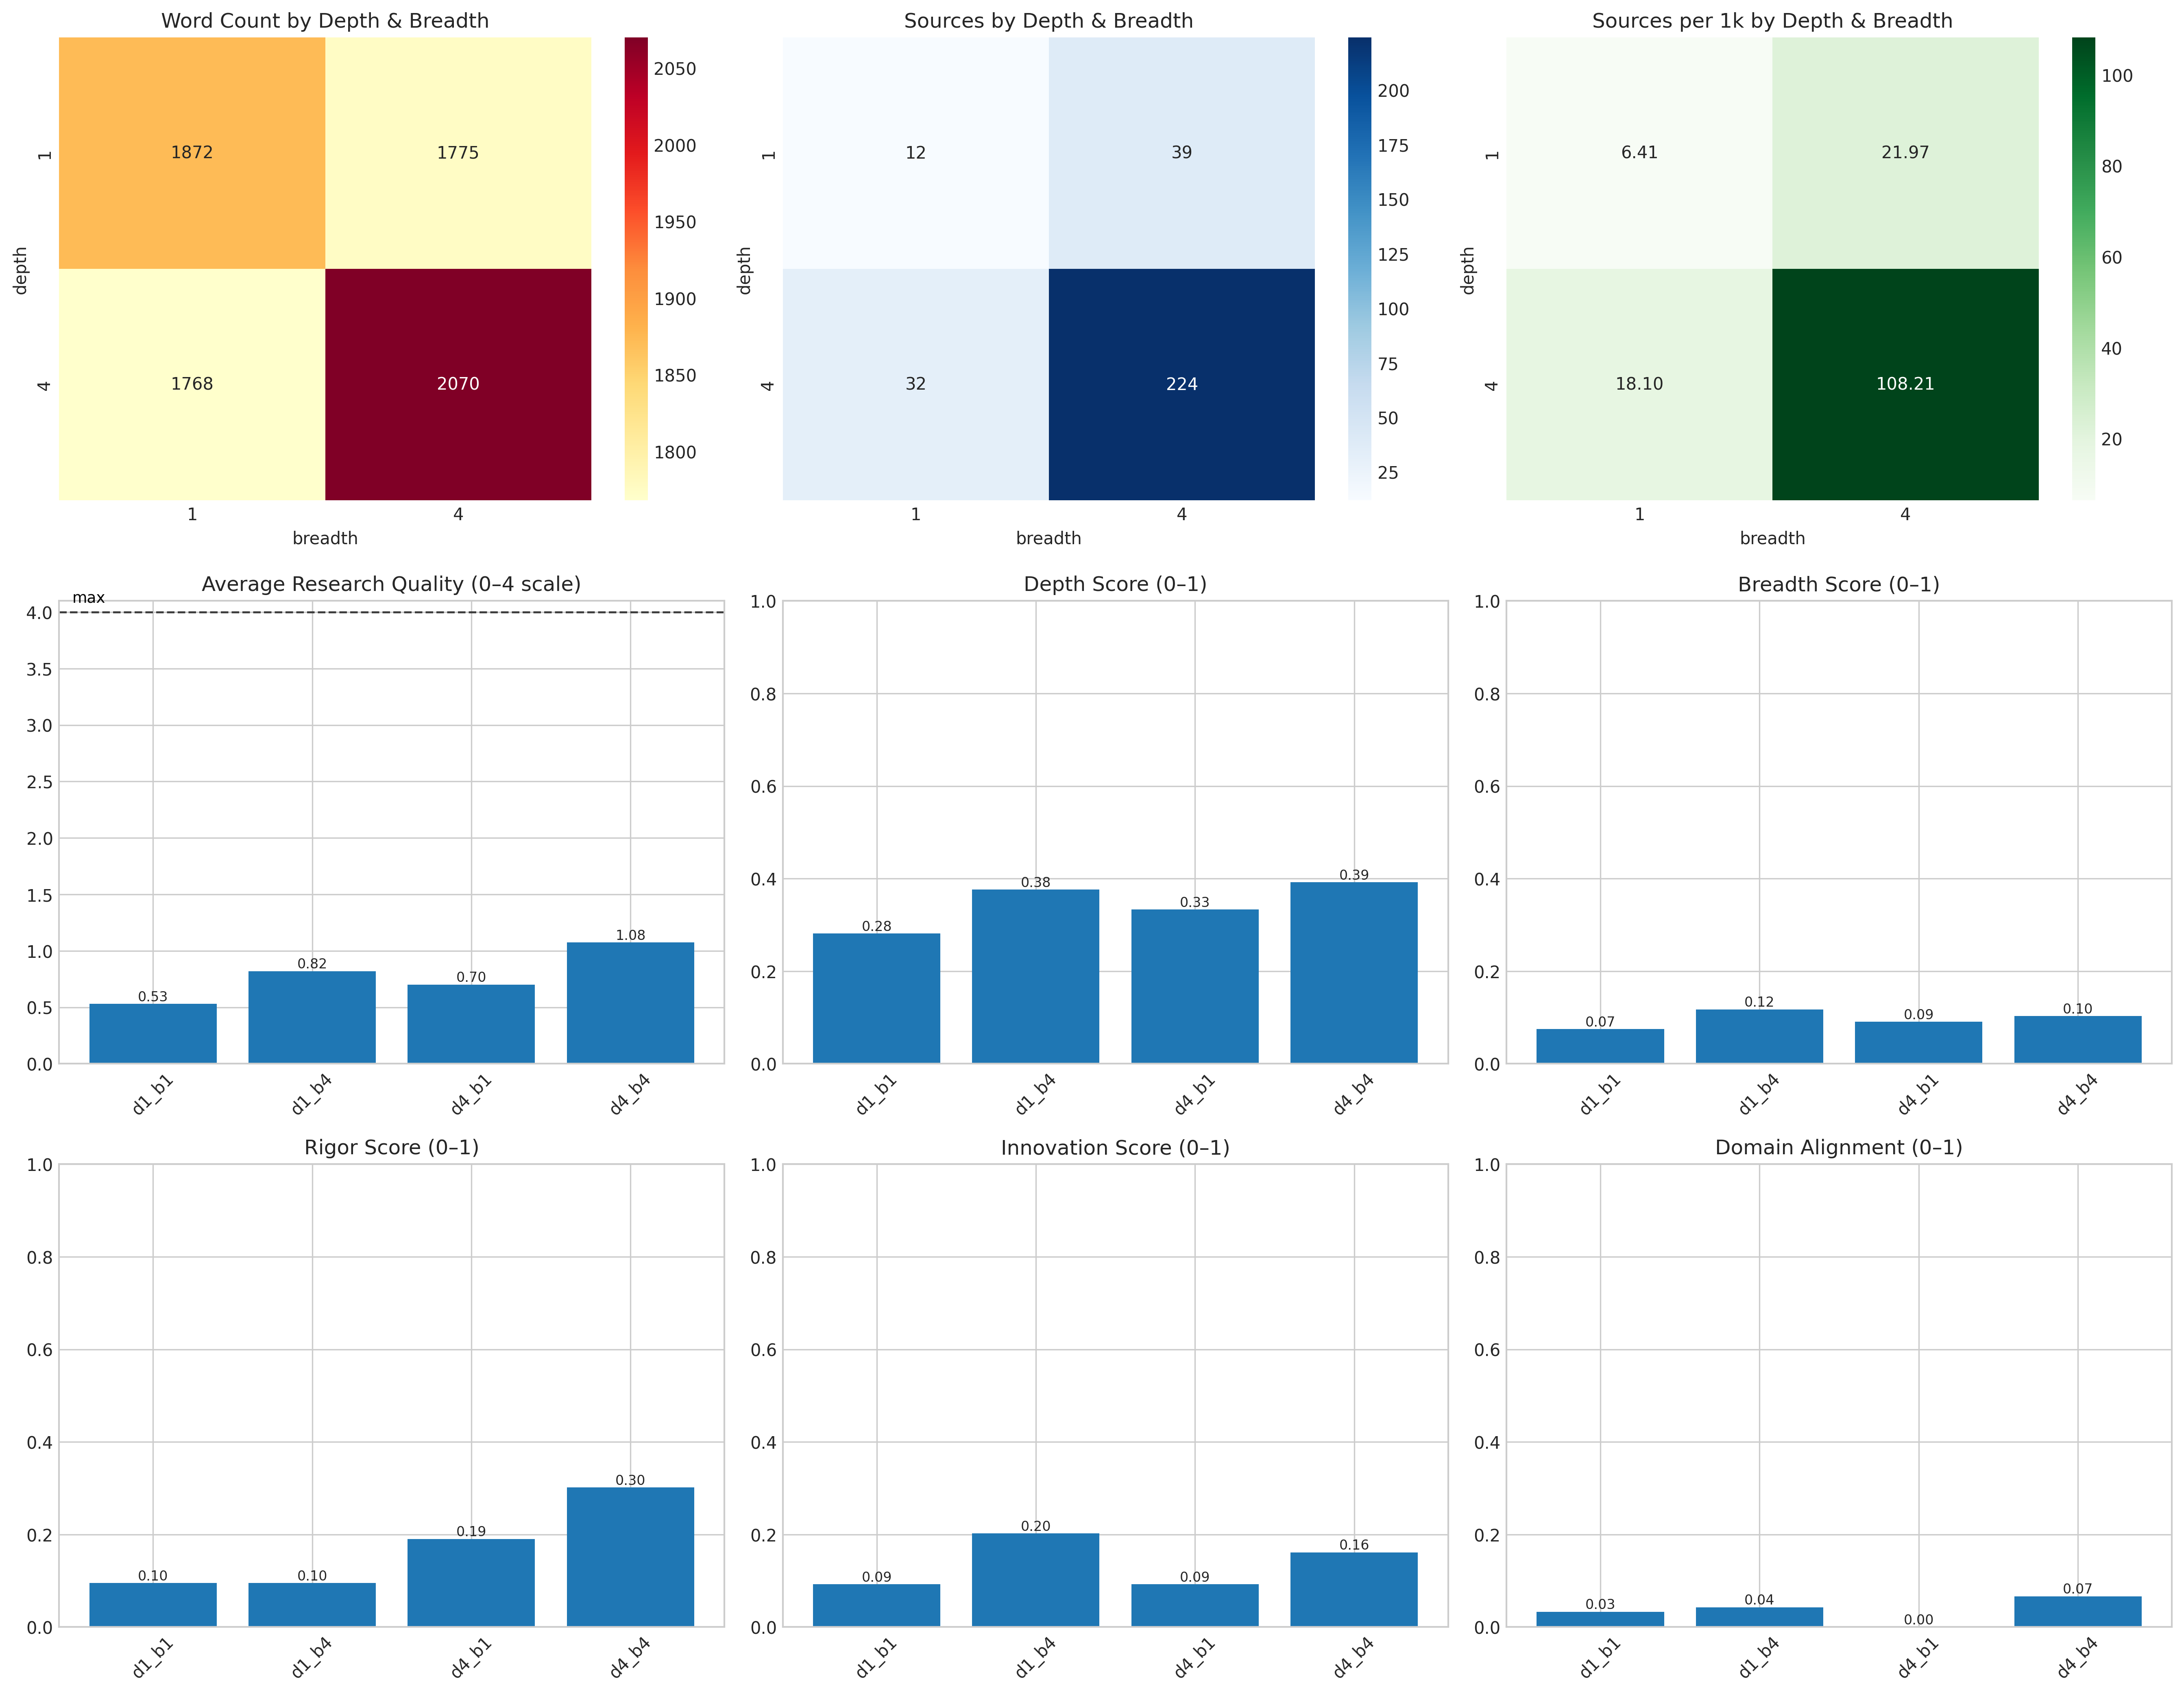 Word Count by Depth & Breadth
1872
1775
1768
2070
1
4
depth
1
4
breadth
2050
2000
1950
1900
1850
1800
Sources by Depth & Breadth
12
39
32
224
1
4
depth
1
4
breadth
200
175
150
125
100
75
50
25
Sources per 1k by Depth & Breadth
6.41
21.97
18.10
108.21
1
4
depth
1
4
breadth
100
80
60
40
20
Average Research Quality (0–4 scale)
max
4.0
3.5
3.0
2.5
2.0
1.5
1.0
0.5
0.0
0.53
0.82
0.70
1.08
d1_b1
d1_b4
d4_b1
d4_b4
Depth Score (0–1)
1.0
0.8
0.6
0.4
0.2
0.0
0.28
0.38
0.33
0.39
d1_b1
d1_b4
d4_b1
d4_b4
Breadth Score (0–1)
1.0
0.8
0.6
0.4
0.2
0.0
0.07
0.12
0.09
0.10
d1_b1
d1_b4
d4_b1
d4_b4
Rigor Score (0–1)
1.0
0.8
0.6
0.4
0.2
0.0
0.10
0.10
0.19
0.30
d1_b1
d1_b4
d4_b1
d4_b4
Innovation Score (0–1)
1.0
0.8
0.6
0.4
0.2
0.0
0.09
0.20
0.09
0.16
d1_b1
d1_b4
d4_b1
d4_b4
Domain Alignment (0–1)
1.0
0.8
0.6
0.4
0.2
0.0
0.03
0.04
0.00
0.07
d1_b1
d1_b4
d4_b1
d4_b4